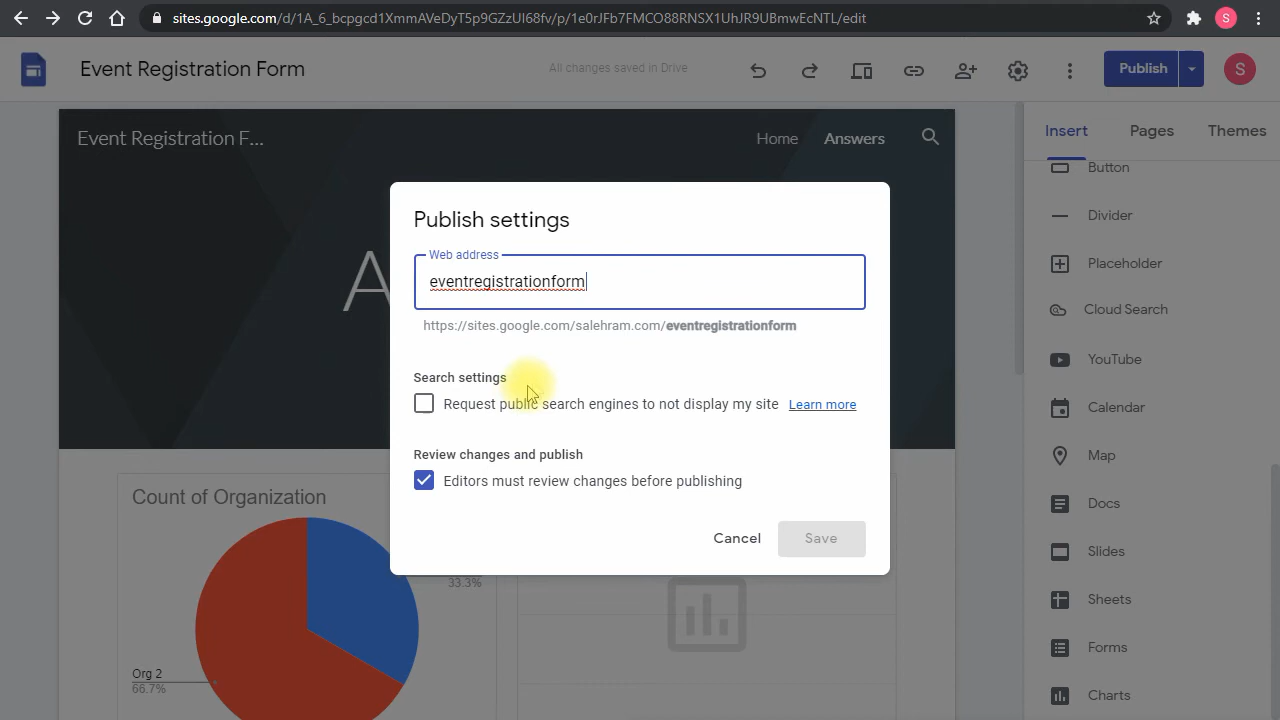 sites.google.com/d/1A_6_bcpgcd1XmmAVeDyT5p9GZzUI68fv/p/1e0rJFb7FMCO88RNSX1UhJR9UBmwEcNTL/edit
S
Event Registration Form
All changes saved in Drive
Publish
S
Event Registration F...
Home
Answers
Insert
Pages
Themes
Button
Divider
Placeholder
Cloud Search
YouTube
Calendar
Map
Docs
Slides
Sheets
Forms
Charts
A
Publish settings
Web address
eventregistrationform
https://sites.google.com/salehram.com/eventregistrationform
Search settings
Request public search engines to not display my site Learn more
Review changes and publish
Editors must review changes before publishing
Cancel
Save
Count of Organization
33.3%
Org 2
66.7%